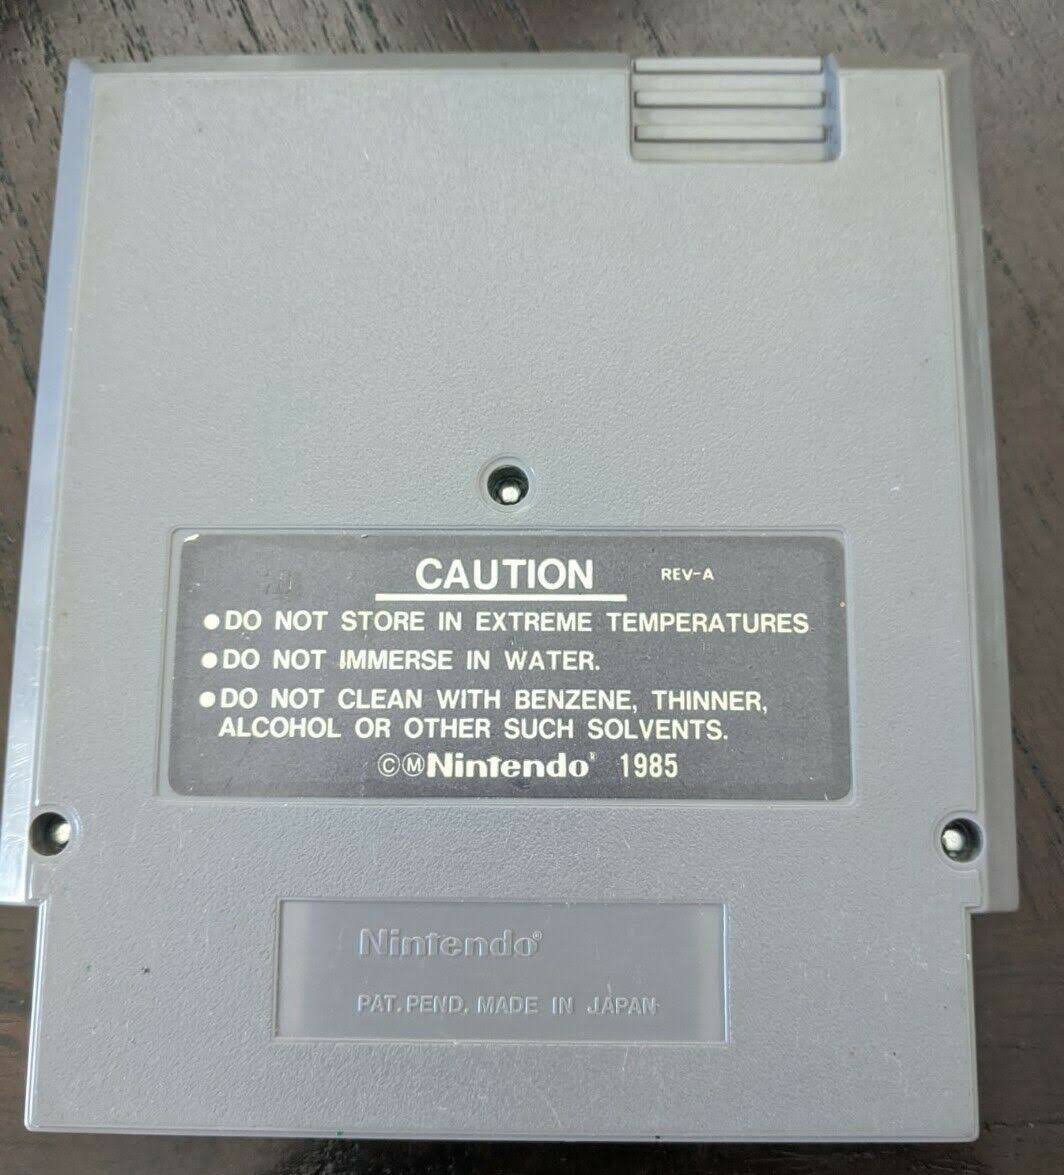 CAUTION REV-A
●DO NOT STORE IN EXTREME TEMPERATURES
●DO NOT IMMERSE IN WATER.
●DO NOT CLEAN WITH BENZENE, THINNER,
ALCOHOL OR OTHER SUCH SOLVENTS.
©ⓂNintendo® 1985
Nintendo®
PAT. PEND. MADE IN JAPAN